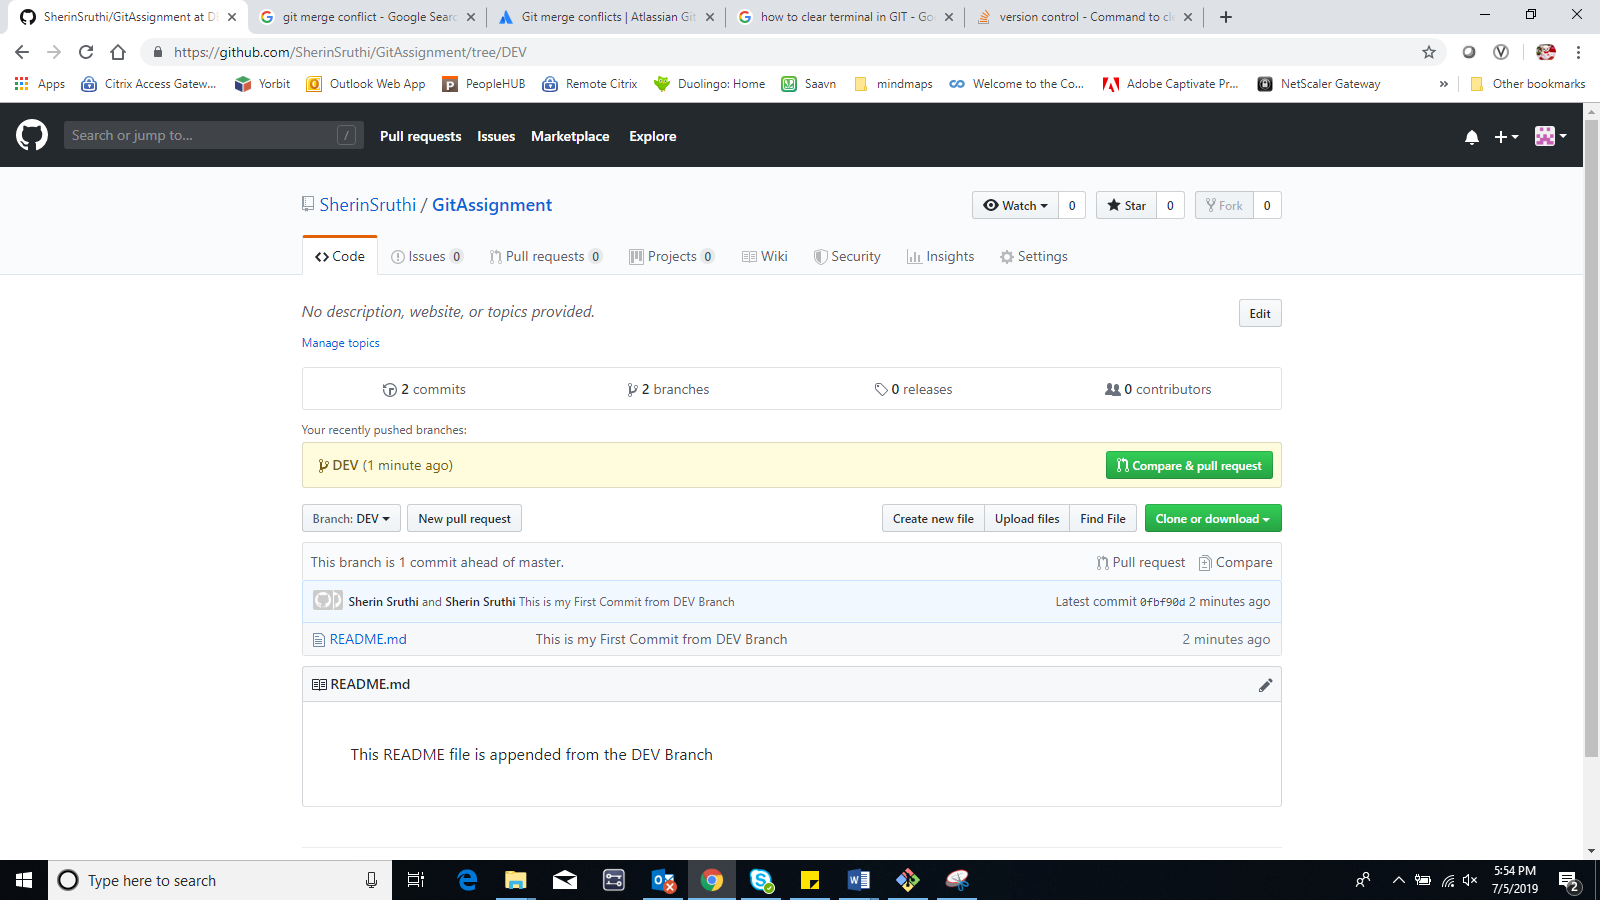 SherinSruthi/GitAssignment at DE
git merge conflict - Google Searc
Git merge conflicts | Atlassian Git
how to clear terminal in GIT - Go
version control - Command to cl
https://github.com/SherinSruthi/GitAssignment/tree/DEV
Apps Citrix Access Gatew... Yorbit Outlook Web App PeopleHUB Remote Citrix Duolingo: Home Saavn mindmaps Welcome to the Co... Adobe Captivate Pr... NetScaler Gateway » Other bookmarks
Search or jump to... / Pull requests Issues Marketplace Explore
SherinSruthi / GitAssignment
Watch 0 Star 0 Fork 0
Code Issues 0 Pull requests 0 Projects 0 Wiki Security Insights Settings
No description, website, or topics provided.
Edit
Manage topics
2 commits 2 branches 0 releases 0 contributors
Your recently pushed branches:
DEV (1 minute ago) Compare & pull request
Branch: DEV New pull request Create new file Upload files Find File Clone or download
This branch is 1 commit ahead of master. Pull request Compare
Sherin Sruthi and Sherin Sruthi This is my First Commit from DEV Branch Latest commit 0fbf90d 2 minutes ago
README.md This is my First Commit from DEV Branch 2 minutes ago
README.md
This README file is appended from the DEV Branch
Type here to search
5:54 PM
7/5/2019
2